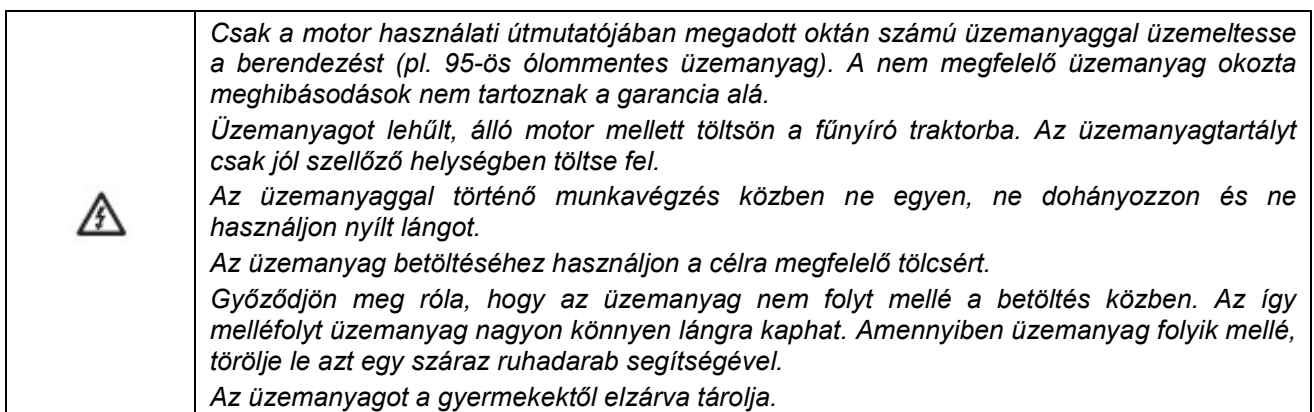 Csak a motor használati útmutatójában megadott oktán számú üzemanyaggal üzemeltesse
a berendezést (pl. 95-ös ólommentes üzemanyag). A nem megfelelő üzemanyag okozta
meghibásodások nem tartoznak a garancia alá.
Üzemanyagot lehűlt, álló motor mellett töltsön a fűnyíró traktorba. Az üzemanyagtartályt
csak jól szellőző helységben töltse fel.
Az üzemanyaggal történő munkavégzés közben ne egyen, ne dohányozzon és ne
használjon nyílt lángot.
Az üzemanyag betöltéséhez használjon a célra megfelelő tölcsért.
Győződjön meg róla, hogy az üzemanyag nem folyt mellé a betöltés közben. Az így
melléfolyt üzemanyag nagyon könnyen lángra kaphat. Amennyiben üzemanyag folyik mellé,
törölje le azt egy száraz ruhadarab segítségével.
Az üzemanyagot a gyermekektől elzárva tárolja.